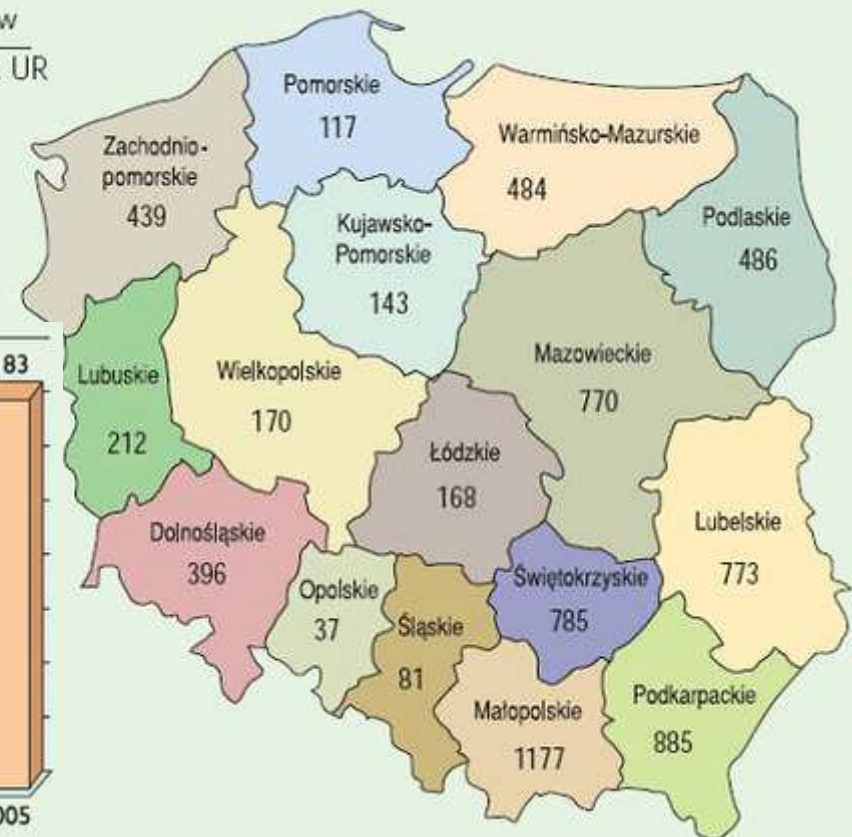 w
UR
Pomorskie
117
Zachodnio-
pomorskie
439
Warmińsko-Mazurskie
484
Podlaskie
486
Kujawsko-
Pomorskie
143
83
Lubuskie
212
Wielkopolskie
170
Mazowieckie
770
Łódzkie
168
Lubelskie
773
Dolnośląskie
396
Opolskie
37
Śląskie
81
Świętokrzyskie
785
Małopolskie
1177
Podkarpackie
885
005